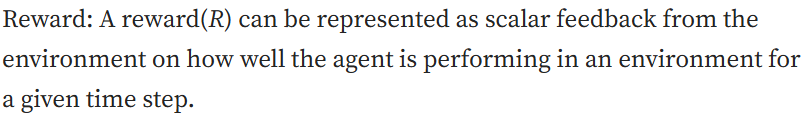 Reward: A reward(R) can be represented as scalar feedback from the
environment on how well the agent is performing in an environment for
a given time step.